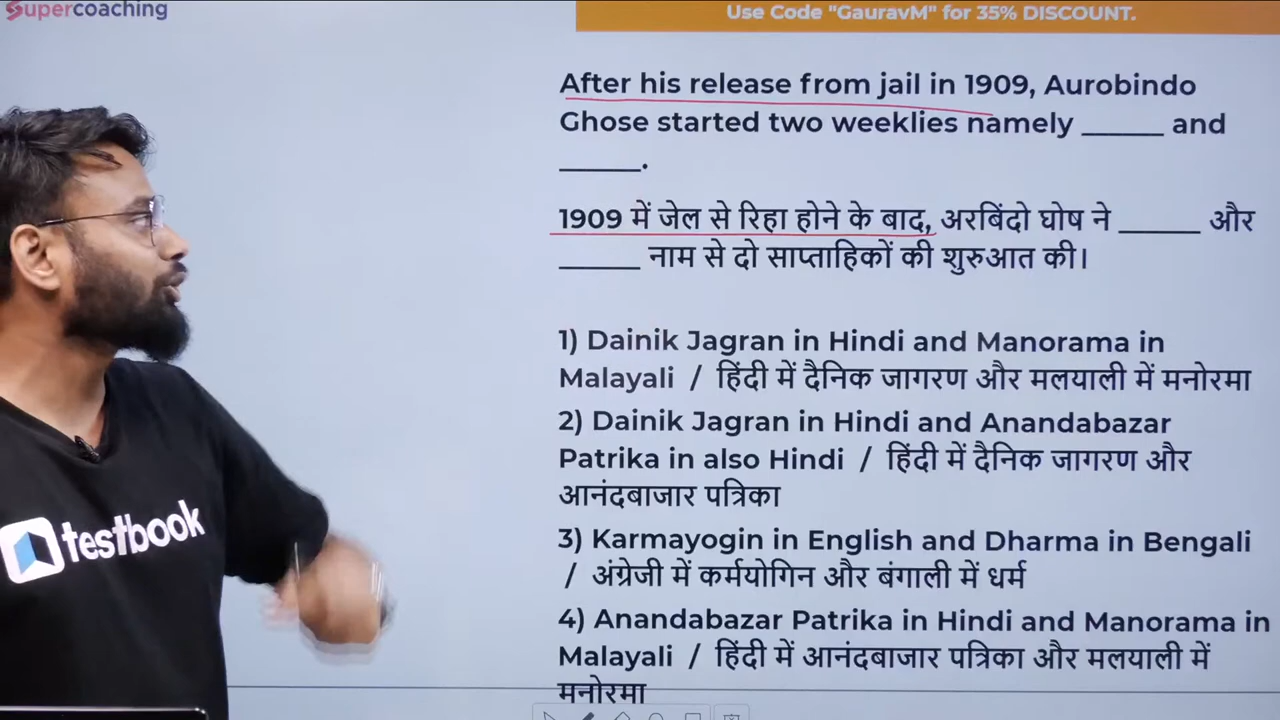 Supercoaching
Use Code "GauravM" for 35% DISCOUNT.
After his release from jail in 1909, Aurobindo
Ghose started two weeklies namely ______ and
______.
1909 में जेल से रिहा होने के बाद, अरबिंदो घोष ने ______ और
______ नाम से दो साप्ताहिकों की शुरुआत की।
1) Dainik Jagran in Hindi and Manorama in
Malayali / हिंदी में दैनिक जागरण और मलयाली में मनोरमा
2) Dainik Jagran in Hindi and Anandabazar
Patrika in also Hindi / हिंदी में दैनिक जागरण और
आनंदबाजार पत्रिका
3) Karmayogin in English and Dharma in Bengali
/ अंग्रेजी में कर्मयोगिन और बंगाली में धर्म
4) Anandabazar Patrika in Hindi and Manorama in
Malayali / हिंदी में आनंदबाजार पत्रिका और मलयाली में
मनोरमा
testbook